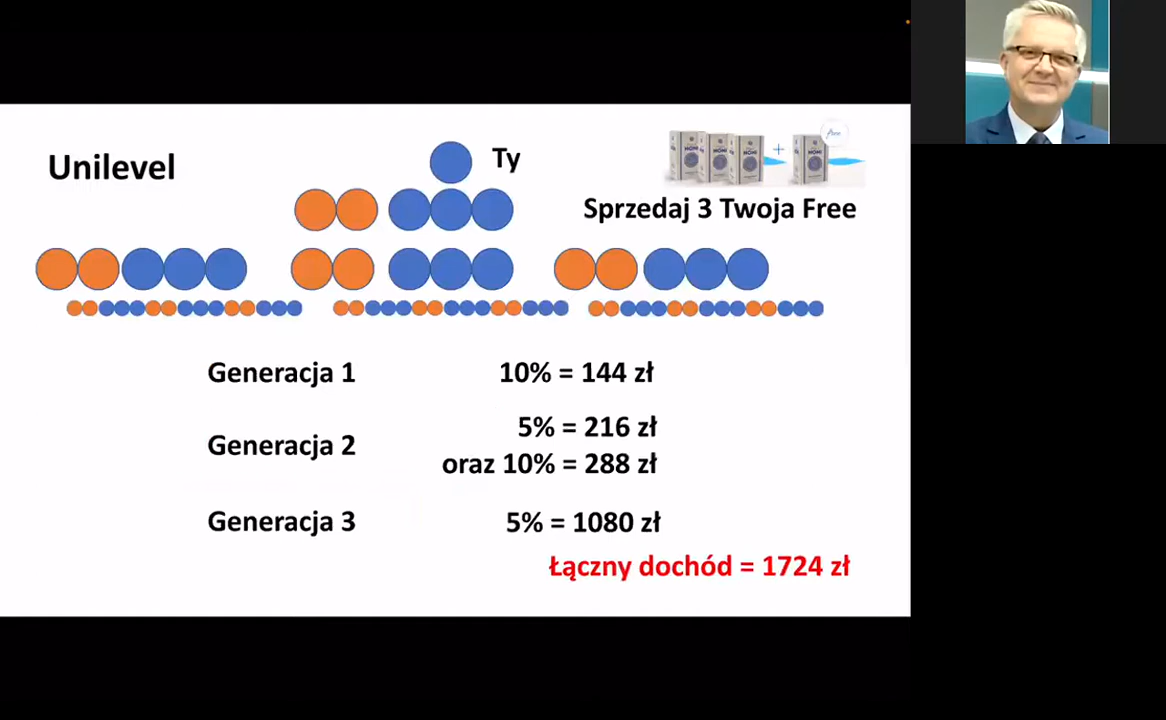 Unilevel
Ty
Sprzedaj 3 Twoja Free
Generacja 1
10% = 144 zł
Generacja 2
5% = 216 zł
oraz 10% = 288 zł
Generacja 3
5% = 1080 zł
Łączny dochód = 1724 zł